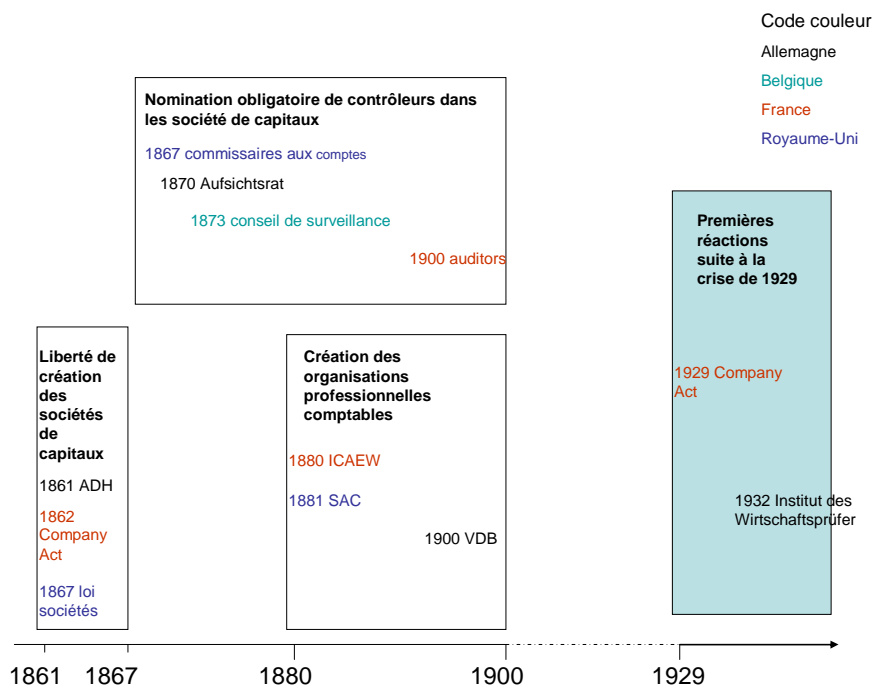 Code couleur
Allemagne
Belgique
France
Royaume-Uni
Nomination obligatoire de contrôleurs dans
les société de capitaux
1867 commissaires aux comptes
1870 Aufsichtsrat
1873 conseil de surveillance
1900 auditors
Premières
réactions
suite à la
crise de 1929
1929 Company
Act
1932 Institut des
Wirtschaftsprüfer
Liberté de
création
des
sociétés
de
capitaux
1861 ADH
1862
Company
Act
1867 loi
sociétés
Création des
organisations
professionnelles
comptables
1880 ICAEW
1881 SAC
1900 VDB
1861
1867
1880
1900
1929